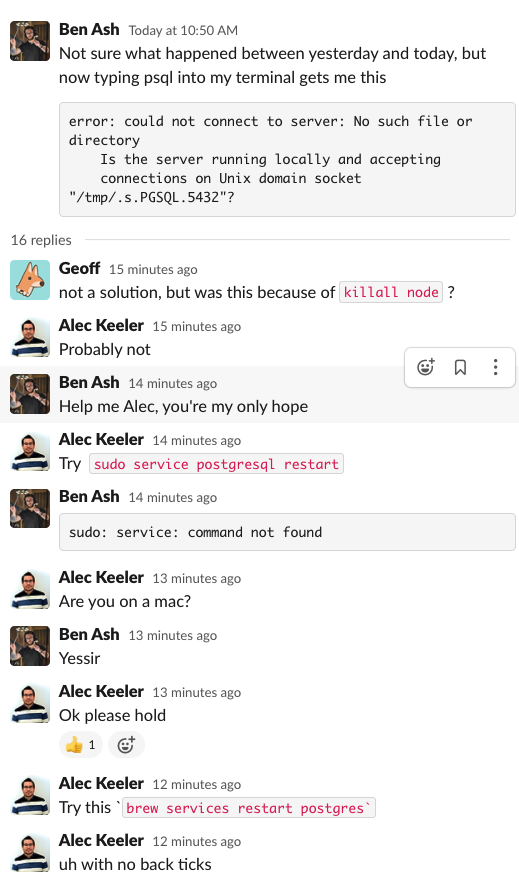 Ben Ash Today at 10:50 AM
Not sure what happened between yesterday and today, but
now typing psql into my terminal gets me this
error: could not connect to server: No such file or
directory
Is the server running locally and accepting
connections on Unix domain socket
"/tmp/.s.PGSQL.5432"?
16 replies
Geoff 15 minutes ago
not a solution, but was this because of killall node ?
Alec Keeler 15 minutes ago
Probably not
Ben Ash 14 minutes ago
Help me Alec, you're my only hope
Alec Keeler 14 minutes ago
Try sudo service postgresql restart
Ben Ash 14 minutes ago
sudo: service: command not found
Alec Keeler 13 minutes ago
Are you on a mac?
Ben Ash 13 minutes ago
Yessir
Alec Keeler 13 minutes ago
Ok please hold
1
Alec Keeler 12 minutes ago
Try this `brew services restart postgres`
Alec Keeler 12 minutes ago
uh with no back ticks